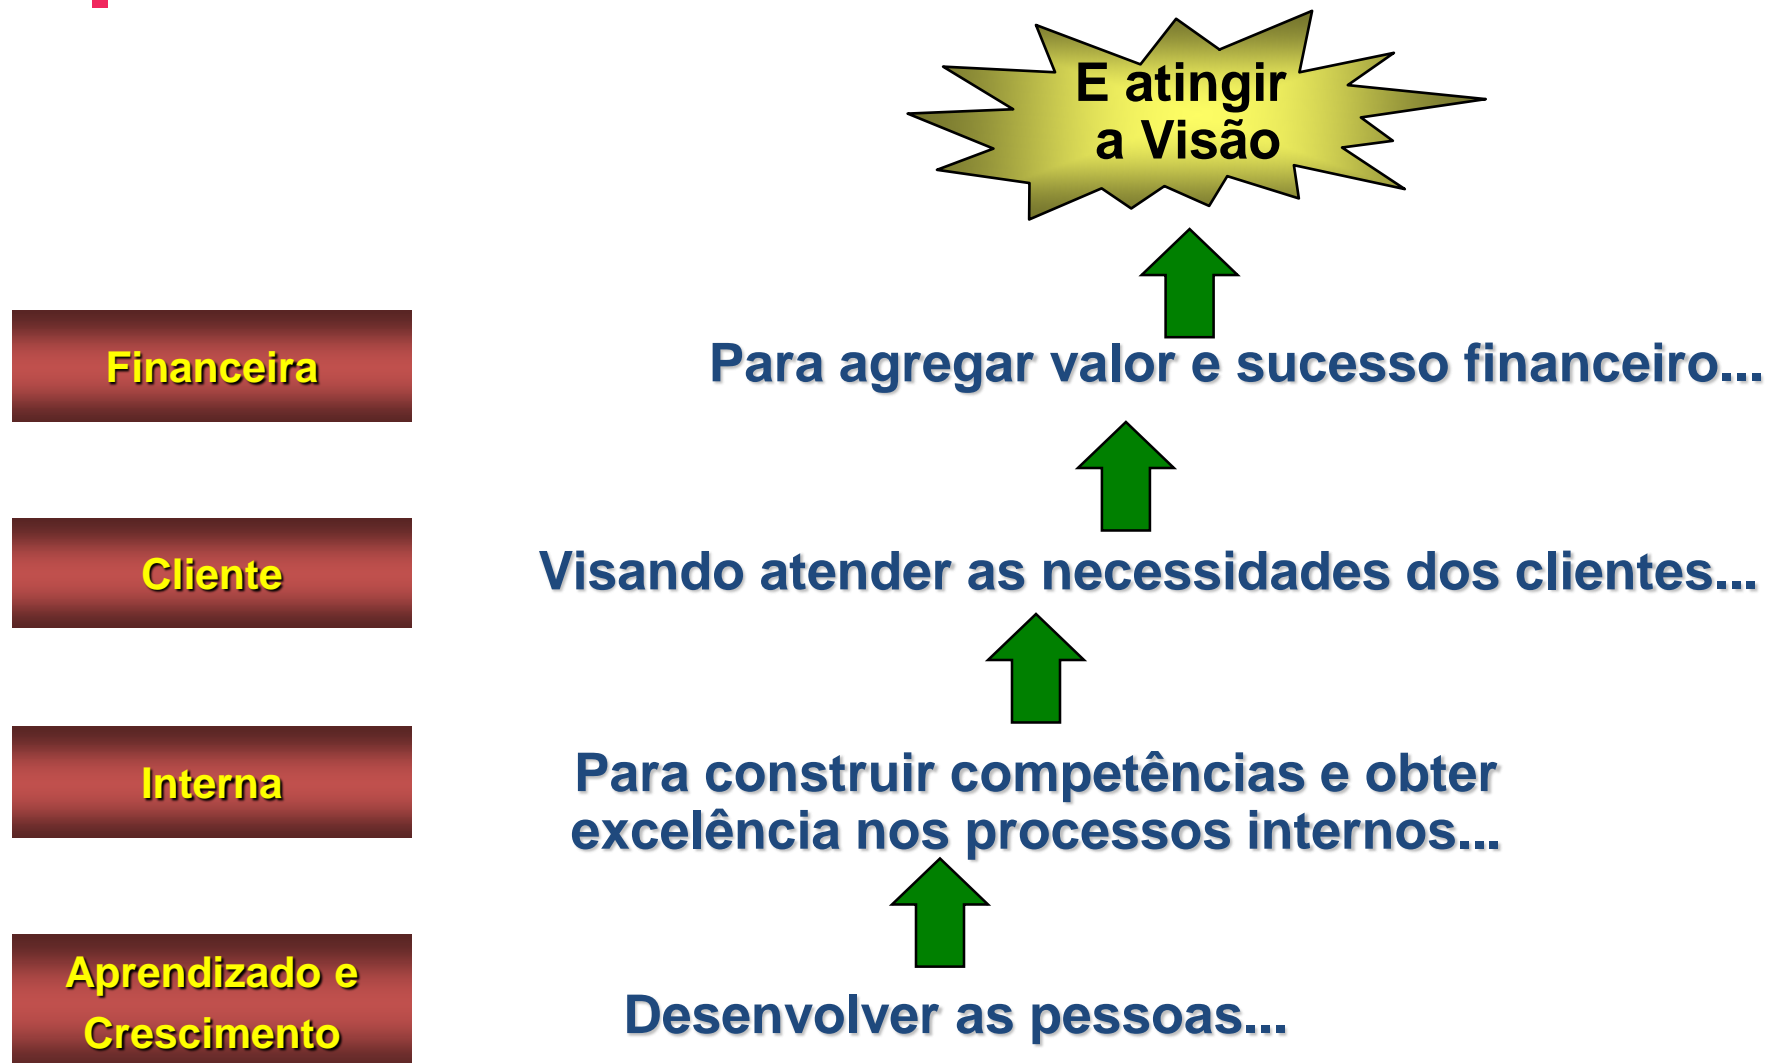 E atingir
a Visão
Financeira
Para agregar valor e sucesso financeiro...
Cliente
Visando atender as necessidades dos clientes...
Interna
Para construir competências e obter
excelência nos processos internos...
Aprendizado e
Crescimento
Desenvolver as pessoas...